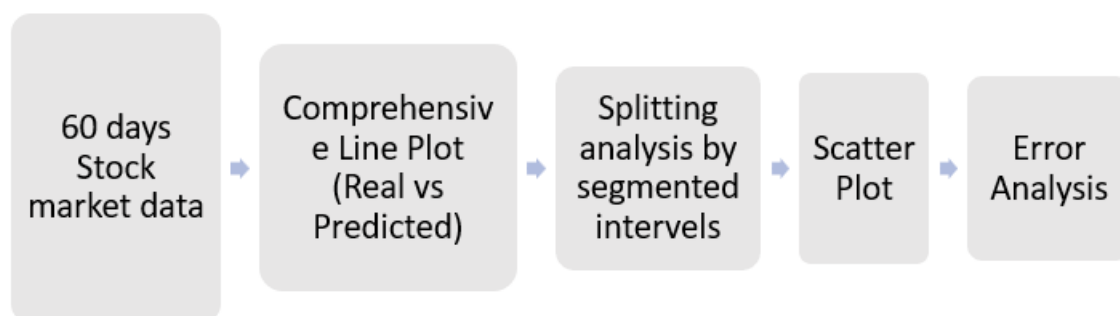 60 days
Stock
market data
Comprehensiv
e Line Plot
(Real vs
Predicted)
Splitting
analysis by
segmented
intervels
Scatter
Plot
Error
Analysis